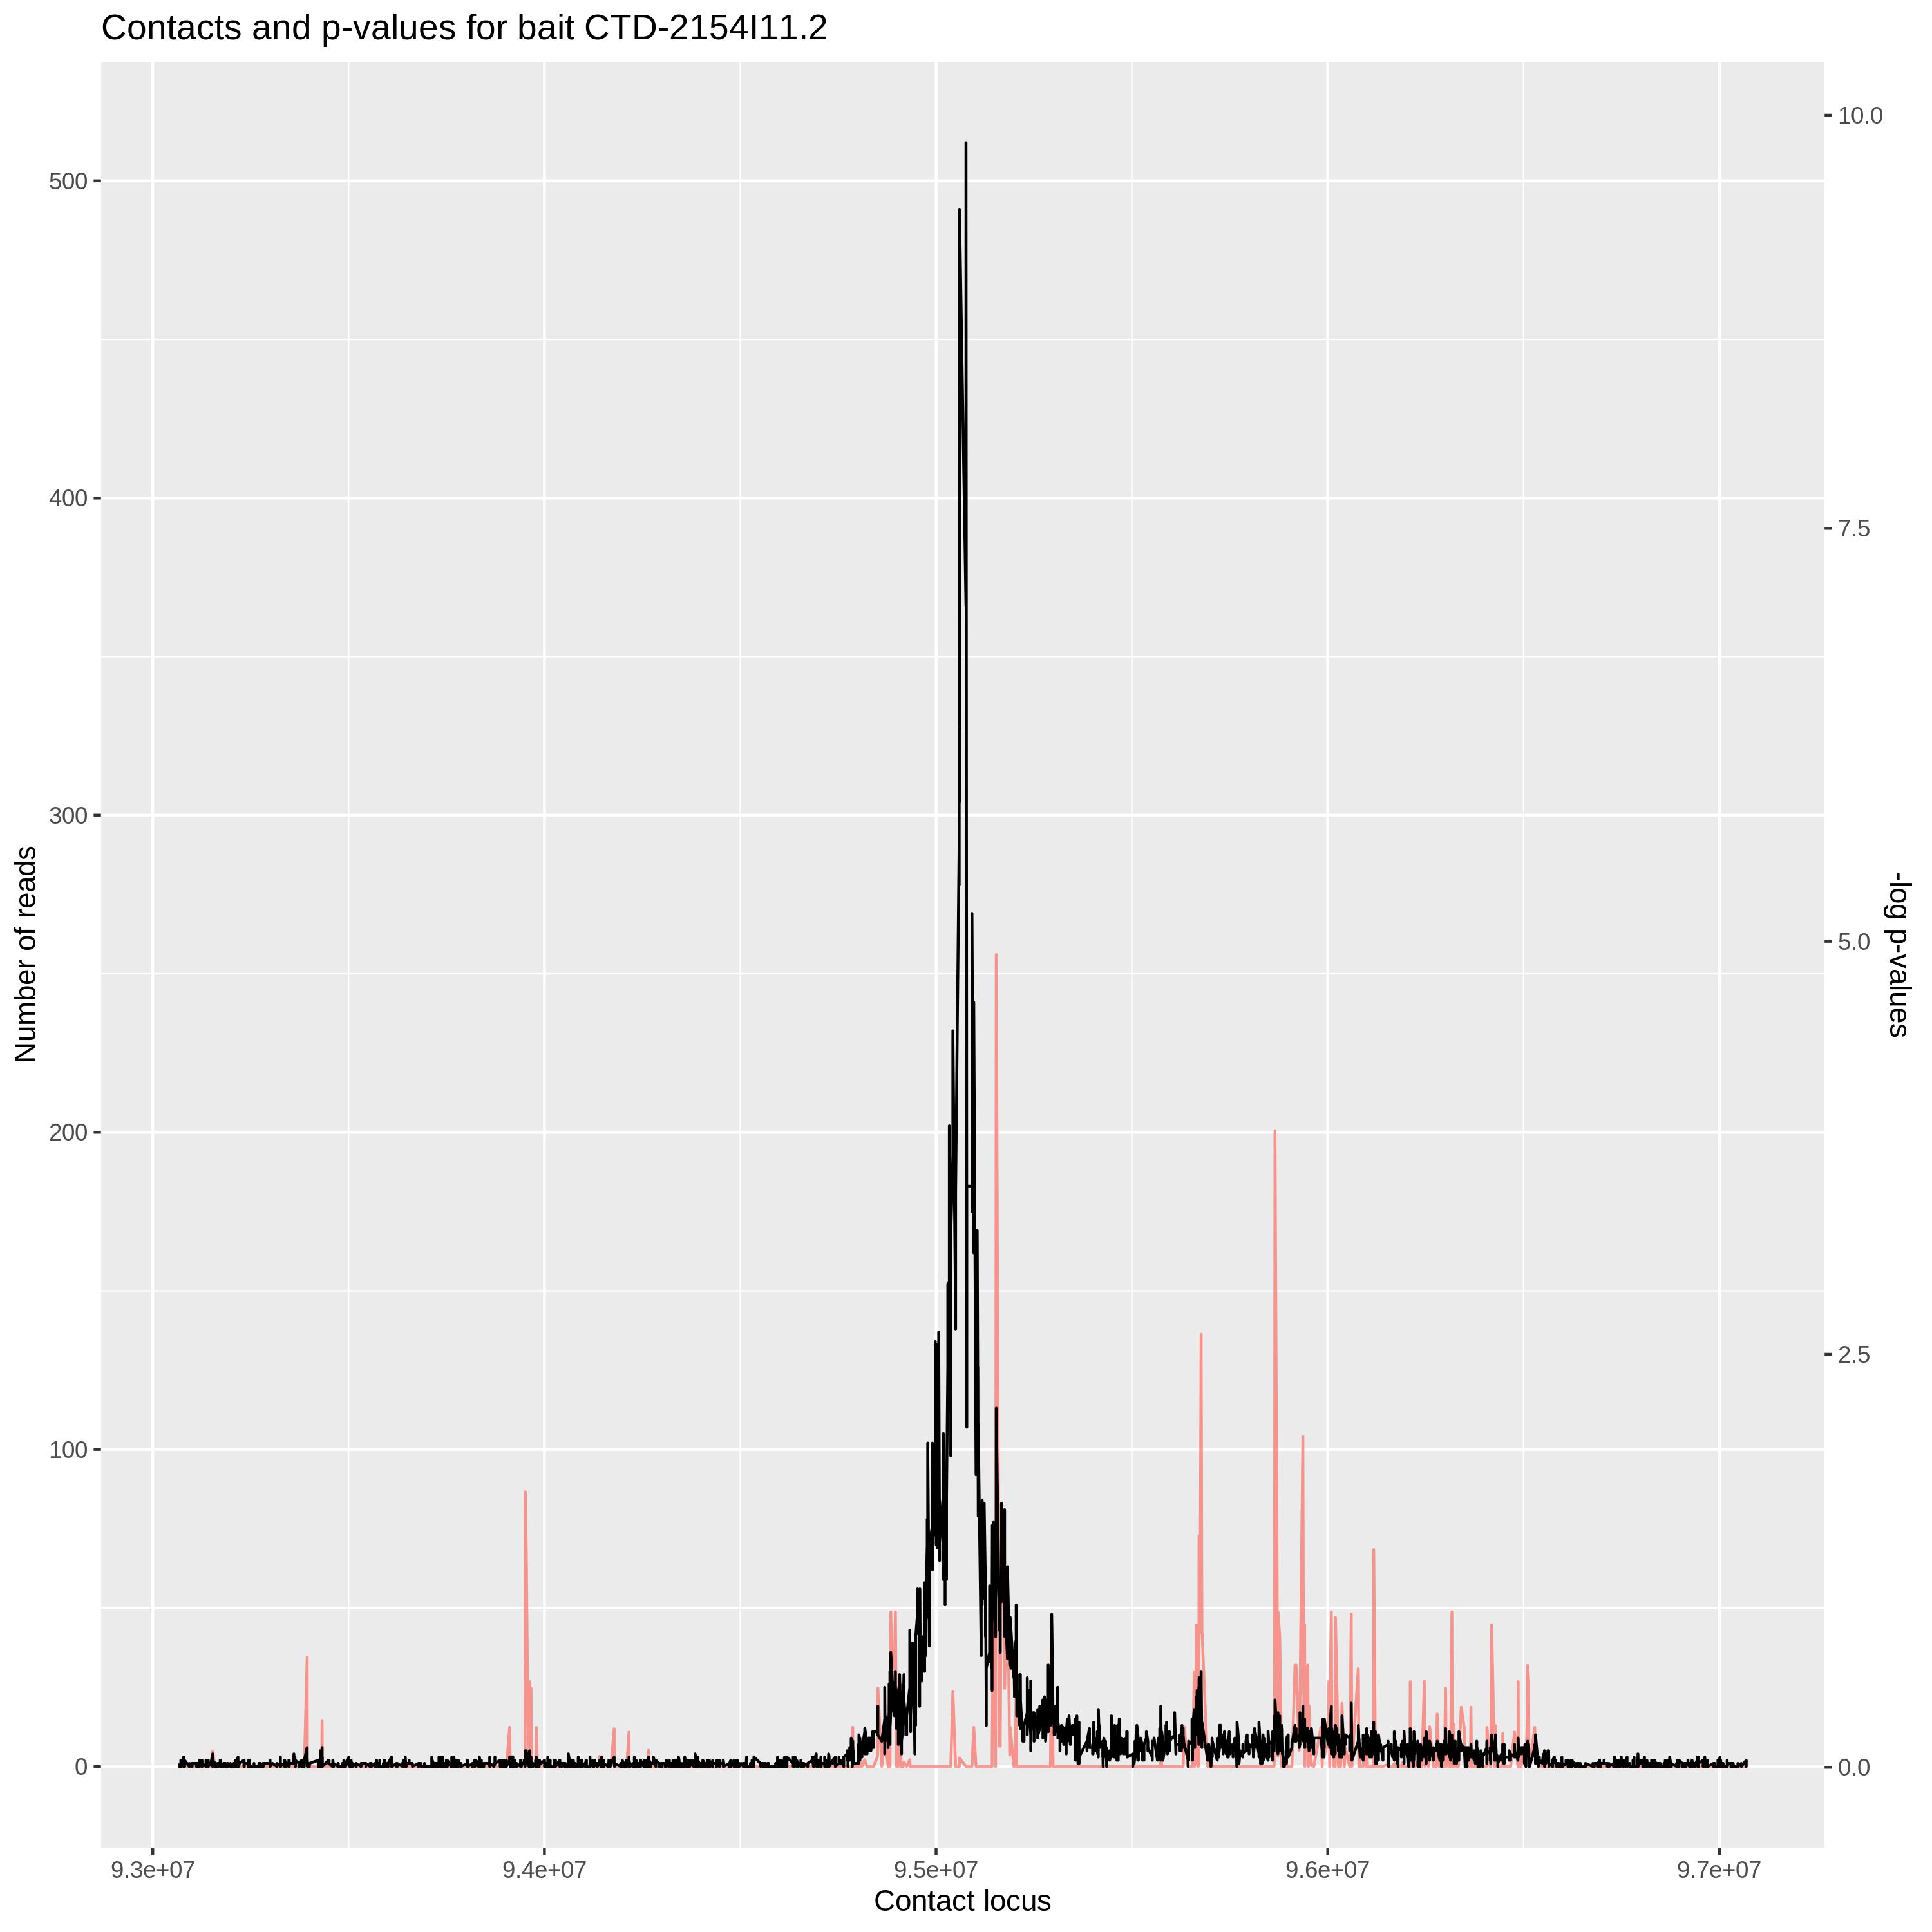 Contacts and p-values for bait CTD-2154I11.2
500
400
300
200
100
0
Number of reads
10.0
7.5
5.0
2.5
0.0
-log p-values
9.3e+07 9.4e+07 9.5e+07 9.6e+07 9.7e+07
Contact locus